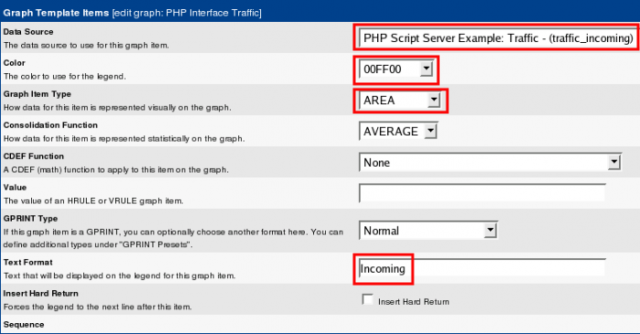 Graph Template Items [edit graph: PHP Interface Traffic]
Data Source
The data source to use for this graph item.
PHP Script Server Example: Traffic - (traffic_incoming)
Color
The color to use for the legend.
00FF00
Graph Item Type
How data for this item is represented visually on the graph.
AREA
Consolidation Function
How data for this item is represented statistically on the graph.
AVERAGE
CDEF Function
A CDEF (math) function to apply to this item on the graph.
None
Value
The value of an HRULE or VRULE graph item.
GPRINT Type
If this graph item is a GPRINT, you can optionally choose another format here. You can
define additional types under "GPRINT Presets".
Normal
Text Format
Text that will be displayed on the legend for this graph item.
Incoming
Insert Hard Return
Forces the legend to the next line after this item.
Insert Hard Return
Sequence